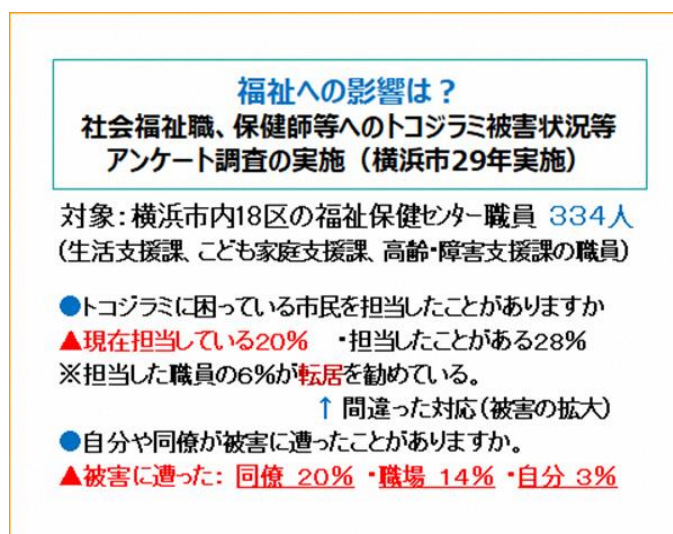 福祉への影響は？
社会福祉職、保健師等へのトコジラミ被害状況等
アンケート調査の実施（横浜市29年実施）
対象：横浜市内18区の福祉保健ｾﾝﾀｰ職員 334人
(生活支援課、こども家庭支援課、高齢・障害支援課の職員)
●トコジラミに困っている市民を担当したことがありますか
▲現在担当している20% ・担当したことがある28%
※担当した職員の6%が転居を勧めている。
↑ 間違った対応(被害の拡大)
●自分や同僚が被害に遭ったことがありますか。
▲被害に遭った： 同僚 20% ・職場 14% ・自分 3%